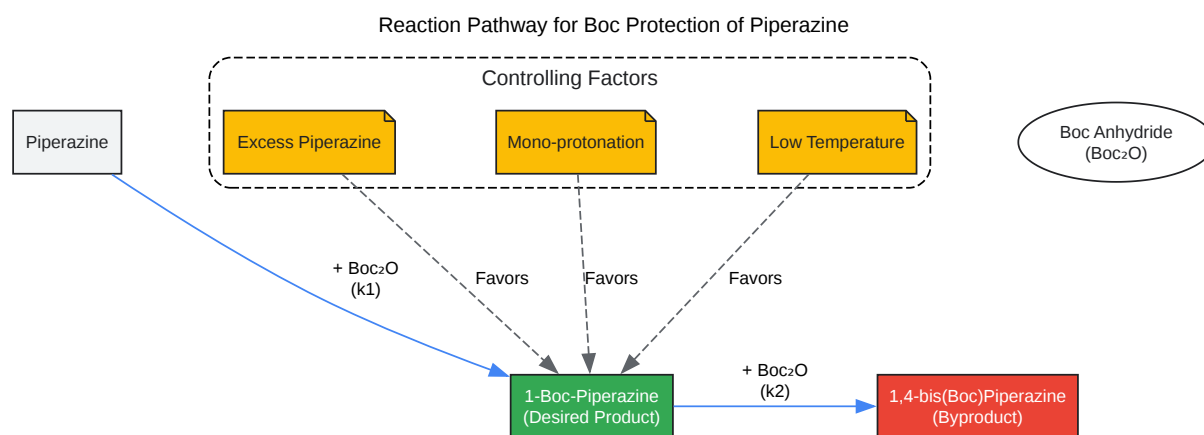 Reaction Pathway for Boc Protection of Piperazine
Controlling Factors
Piperazine
Excess Piperazine
Mono-protonation
Low Temperature
Boc Anhydride
(Boc₂O)
+ Boc₂O
(k1)
Favors
Favors
Favors
1-Boc-Piperazine
(Desired Product)
+ Boc₂O
(k2)
1,4-bis(Boc)Piperazine
(Byproduct)